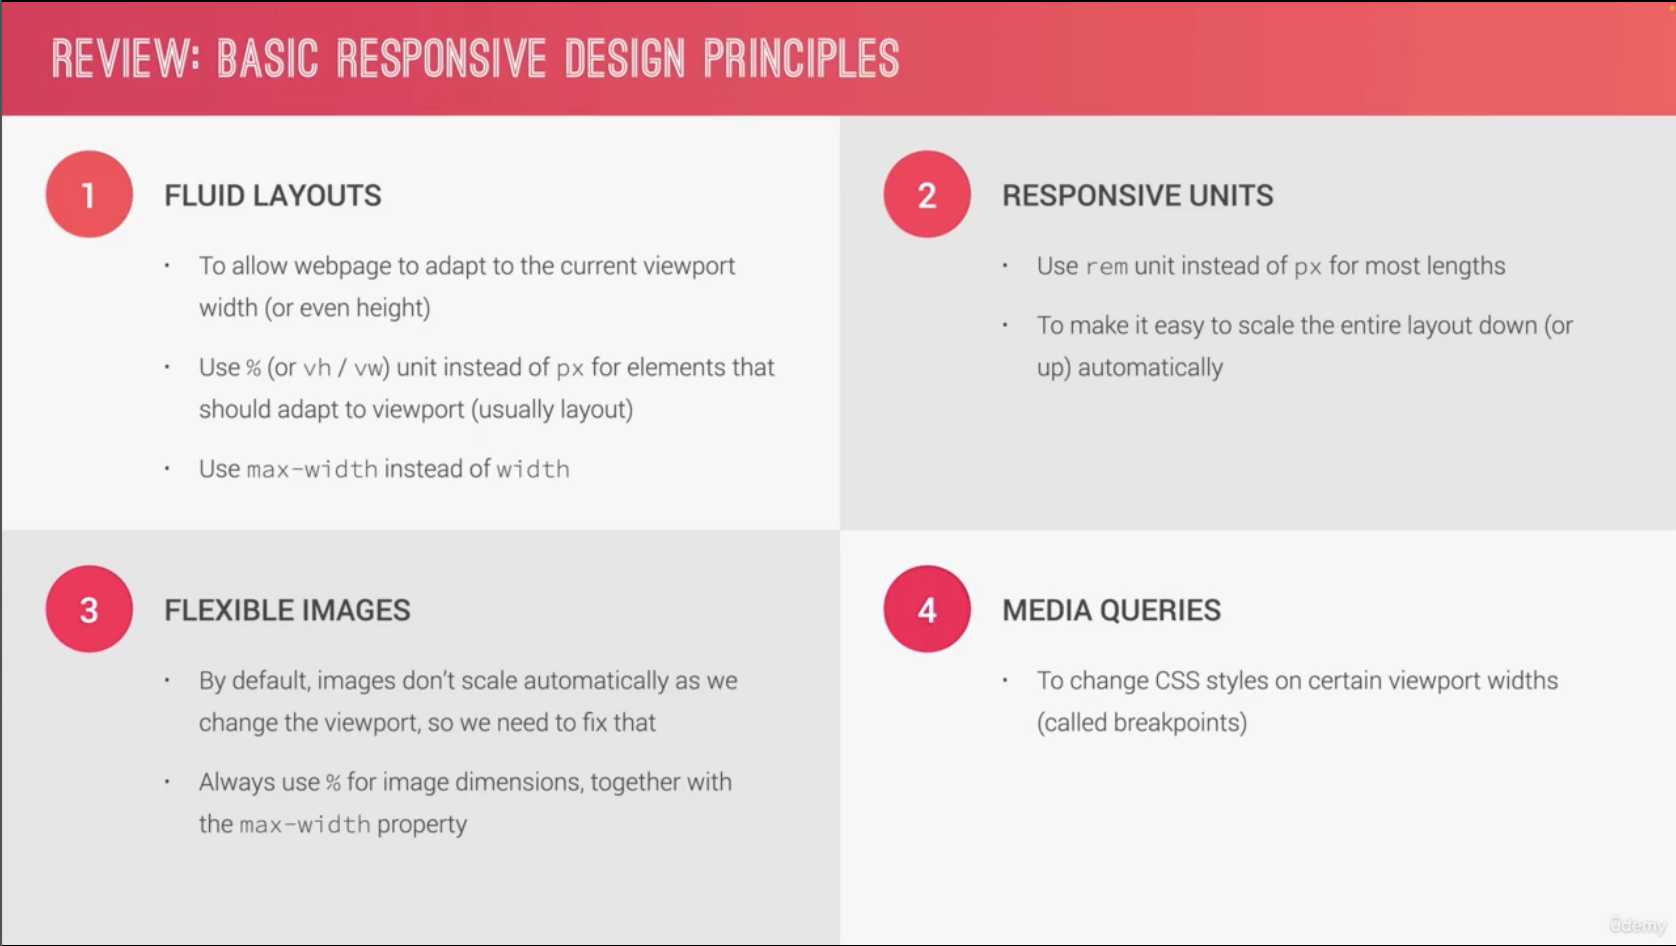 REVIEW: BASIC RESPONSIVE DESIGN PRINCIPLES
1
FLUID LAYOUTS
• To allow webpage to adapt to the current viewport
width (or even height)
• Use % (or vh / vw) unit instead of px for elements that
should adapt to viewport (usually layout)
• Use max-width instead of width
2
RESPONSIVE UNITS
• Use rem unit instead of px for most lengths
• To make it easy to scale the entire layout down (or
up) automatically
3
FLEXIBLE IMAGES
• By default, images don’t scale automatically as we
change the viewport, so we need to fix that
• Always use % for image dimensions, together with
the max-width property
4
MEDIA QUERIES
• To change CSS styles on certain viewport widths
(called breakpoints)
ûdemy